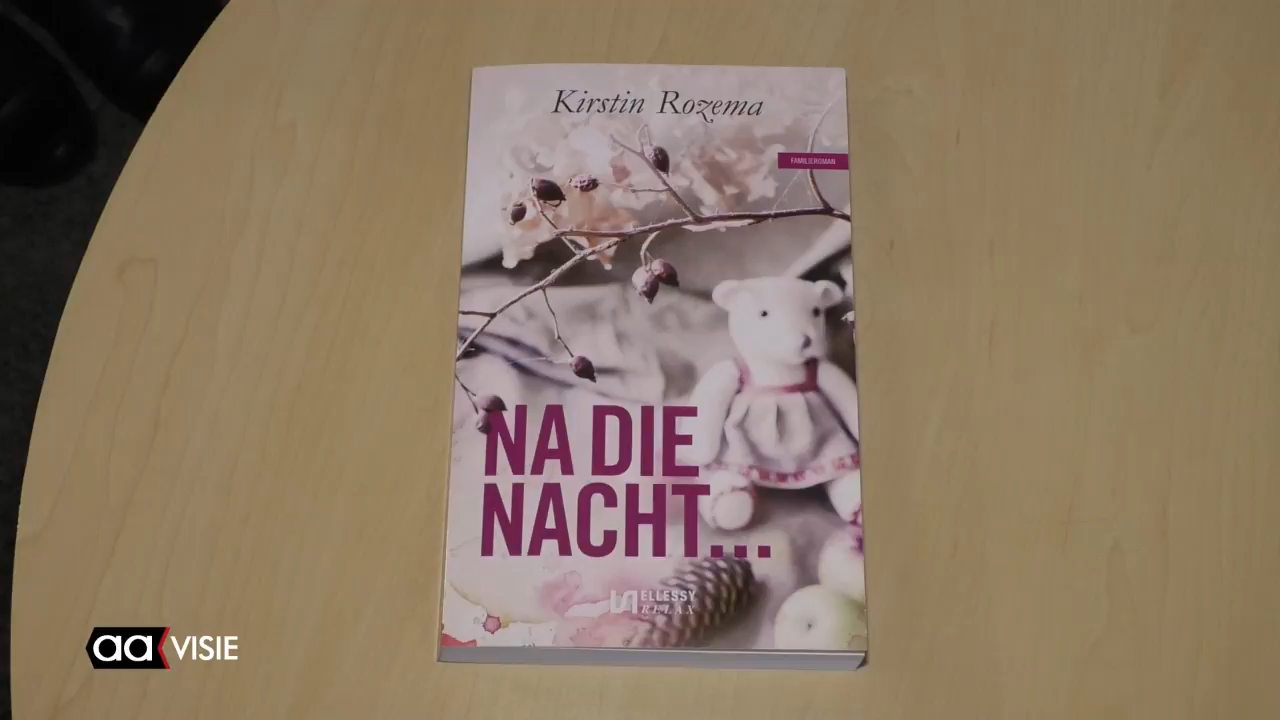 Kirstin Rozema
FAMILIEROMAN
NA DIE
NACHT...
ELLESSY
RELAX
aa VISIE